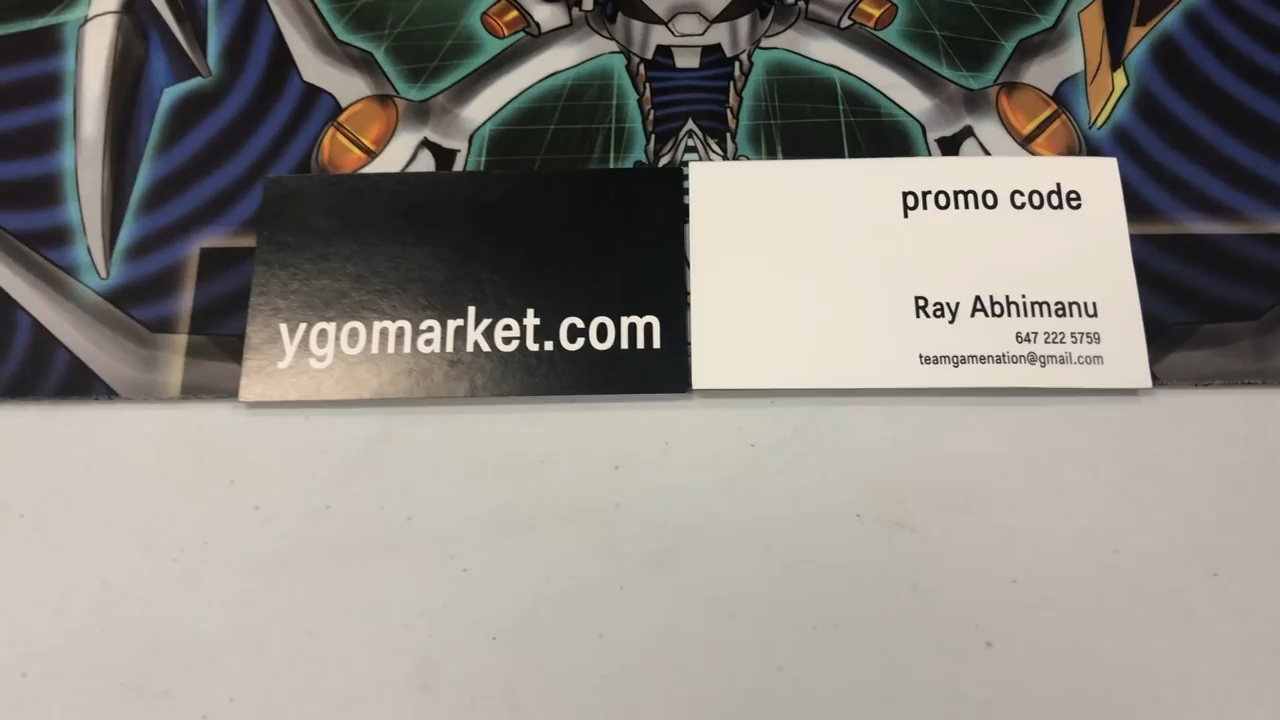 ygomarket.com
promo code
Ray Abhimanu
647 222 5759
teamgamenation@gmail.com